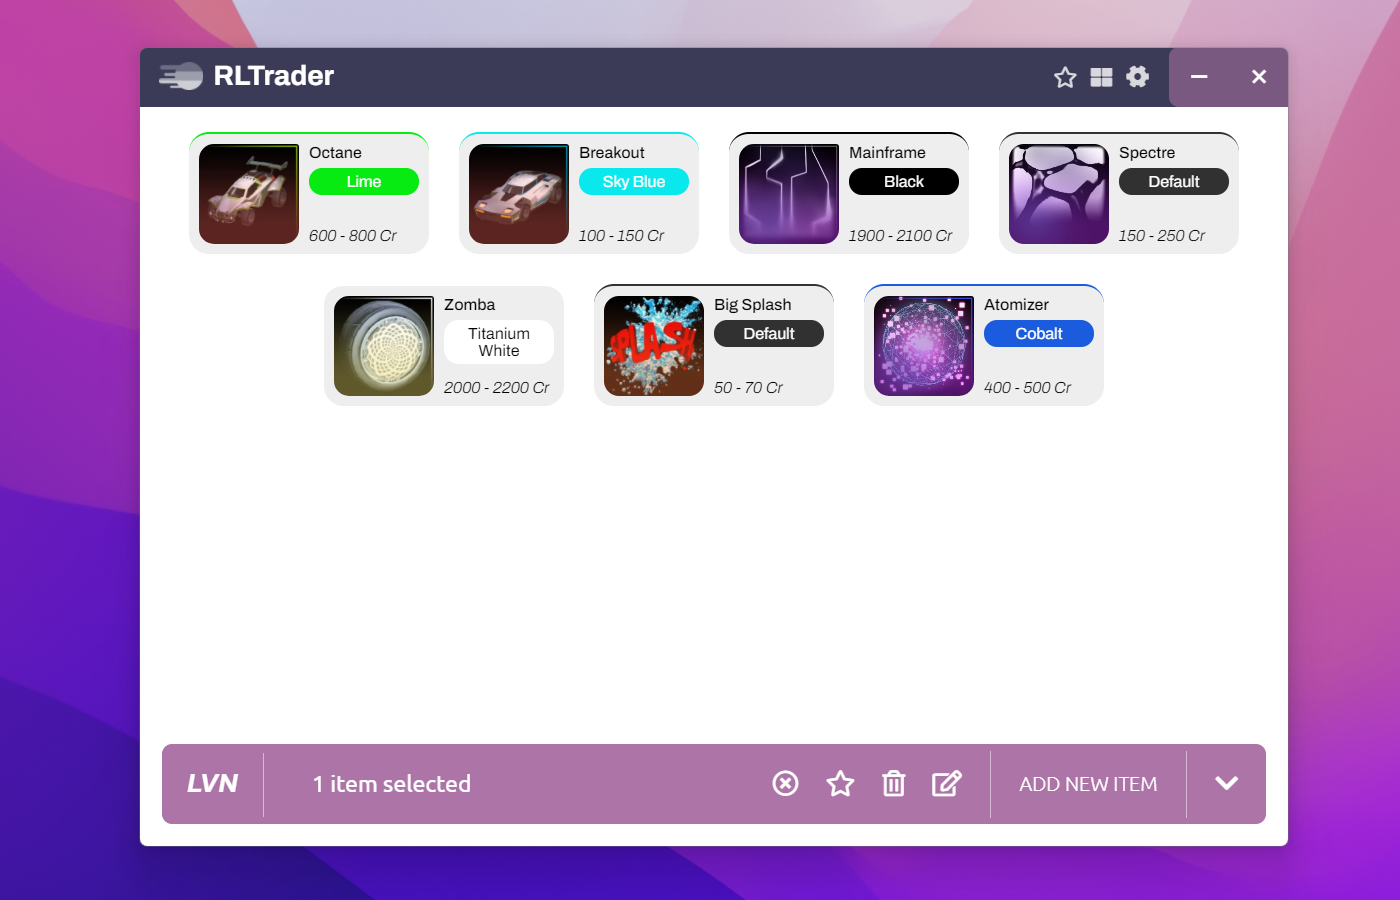 RLTrader
Octane
Lime
600 - 800 Cr
Breakout
Sky Blue
100 - 150 Cr
Mainframe
Black
1900 - 2100 Cr
Spectre
Default
150 - 250 Cr
Zomba
Titanium
White
2000 - 2200 Cr
SPLASH
Big Splash
Default
50 - 70 Cr
Atomizer
Cobalt
400 - 500 Cr
LVN
1 item selected
ADD NEW ITEM